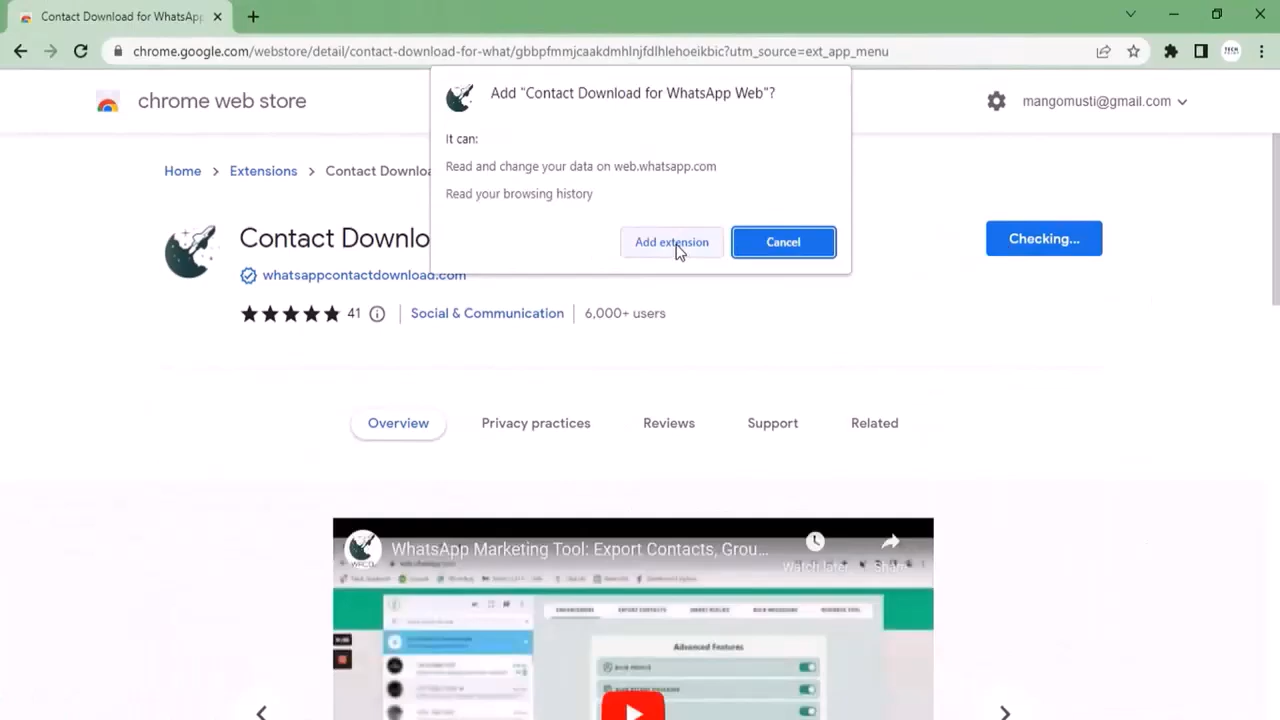 Contact Download for WhatsApp
chrome.google.com/webstore/detail/contact-download-for-what/gbbpfmmjcaakdmhlnjfdlhlehoeikbic?utm_source=ext_app_menu
TECH
chrome web store
mangomusti@gmail.com
Add "Contact Download for WhatsApp Web"?
It can:
Read and change your data on web.whatsapp.com
Read your browsing history
Add extension
Cancel
Home
Extensions
Contact Downloa
Contact Downlo
Checking...
whatsappcontactdownload.com
41
Social & Communication
6,000+ users
Overview
Privacy practices
Reviews
Support
Related
WhatsApp Marketing Tool: Export Contacts, Grou...
Watch later
Share
EXPORT CONTACTS
Advanced Features